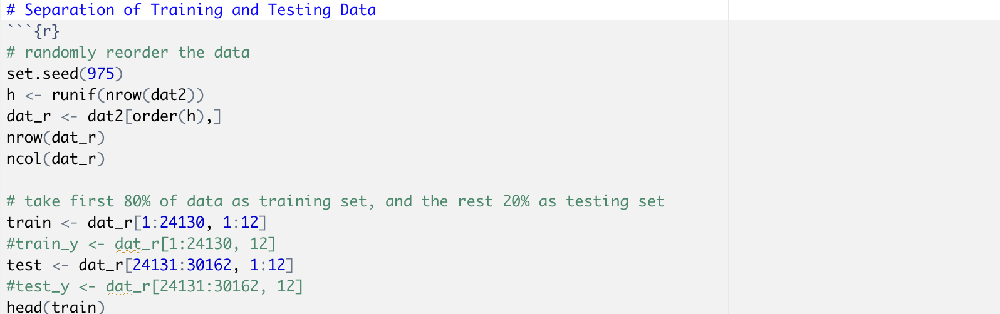 # Separation of Training and Testing Data
```{r}
# randomly reorder the data
set.seed(975)
h <- runif(nrow(dat2))
dat_r <- dat2[order(h),]
nrow(dat_r)
ncol(dat_r)

# take first 80% of data as training set, and the rest 20% as testing set
train <- dat_r[1:24130, 1:12]
#train_y <- dat_r[1:24130, 12]
test <- dat_r[24131:30162, 1:12]
#test_y <- dat_r[24131:30162, 12]
head(train)